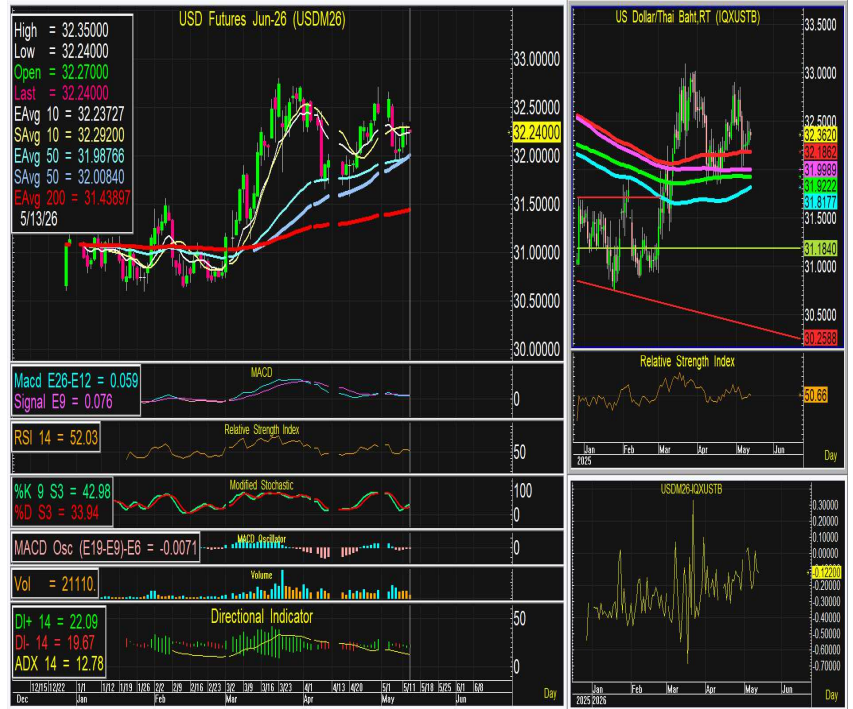 USD Futures Jun-26 (USDM26)
High = 32.35000
Low = 32.24000
Open = 32.27000
Last = 32.24000
EAvg 10 = 32.23727
SAvg 10 = 32.29200
EAvg 50 = 31.98766
SAvg 50 = 32.00840
EAvg 200 = 31.43897
5/13/26
33.00000
32.50000
32.24000
32.00000
31.50000
31.00000
30.50000
30.00000
MACD
Macd E26-E12 = 0.059
Signal E9 = 0.076
0
Relative Strength Index
RSI 14 = 52.03
50
Modified Stochastic
%K 9 S3 = 42.98
%D S3 = 33.94
100
0
MACD Oscillator
MACD Osc (E19-E9)-E6 = -0.0071
0
Volume
Vol = 21110.
0
Directional Indicator
DI+ 14 = 22.09
DI- 14 = 19.67
ADX 14 = 12.78
50
0
12/15 12/22 1/1 1/12 1/19 1/26 2/2 2/9 2/16 2/23 3/2 3/9 3/16 3/23 4/1 4/13 4/20 5/1 5/11 5/18 5/25 6/1 6/8
Dec Jan Feb Mar Apr May Jun
Day
US Dollar/Thai Baht,RT (IQXUSTB)
33.5000
33.0000
32.5000
32.3620
32.1862
31.9989
31.9222
31.8177
31.5000
31.1840
31.0000
30.5000
30.2588
Relative Strength Index
50.66
Jan Feb Mar Apr May Jun
2025
Day
USDM26-IQXUSTB
0.30000
0.20000
0.10000
0.00000
-0.12200
-0.20000
-0.30000
-0.40000
-0.50000
-0.60000
-0.70000
Jan Feb Mar Apr May Jun
2025 2026
Day